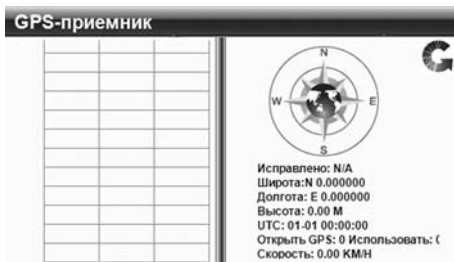 GPS-приемник
N
W E
S
Исправлено: N/A
Широта:N 0.000000
Долгота: E 0.000000
Высота: 0.00 M
UTC: 01-01 00:00:00
Открыть GPS: 0 Использовать: (
Скорость: 0.00 KM/H